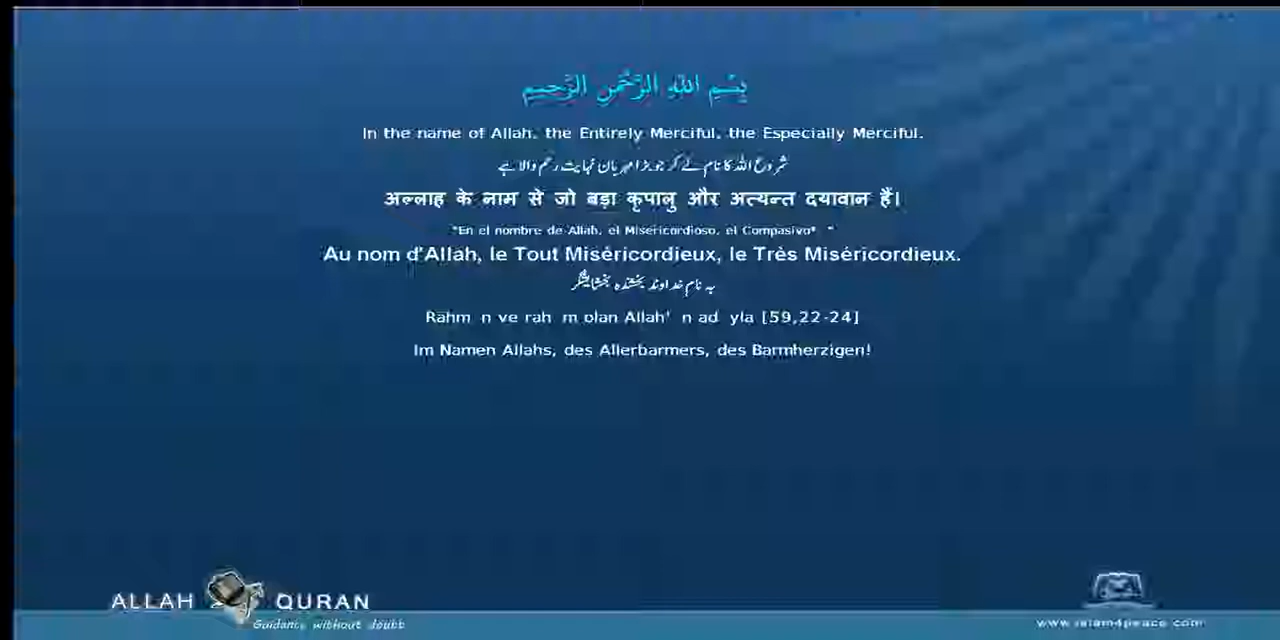 بِسْمِ اللَّهِ الرَّحْمَٰنِ الرَّحِيمِ
In the name of Allah, the Entirely Merciful, the Especially Merciful.
شروع اللہ کا نام لے کر جو بڑا مہربان نہایت رحم والا ہے
अल्लाह के नाम से जो बड़ा कृपालु और अत्यन्त दयावान हैं।
"En el nombre de Allah, el Misericordioso, el Compasivo" "
Au nom d'Allah, le Tout Miséricordieux, le Très Miséricordieux.
به نام خداوند بخشنده بخشایشگر
Rahm n ve rah m olan Allah' n ad yla [59,22-24]
Im Namen Allahs, des Allerbarmers, des Barmherzigen!
ALLAH QURAN
Guidance without doubt
www.islam4peace.com